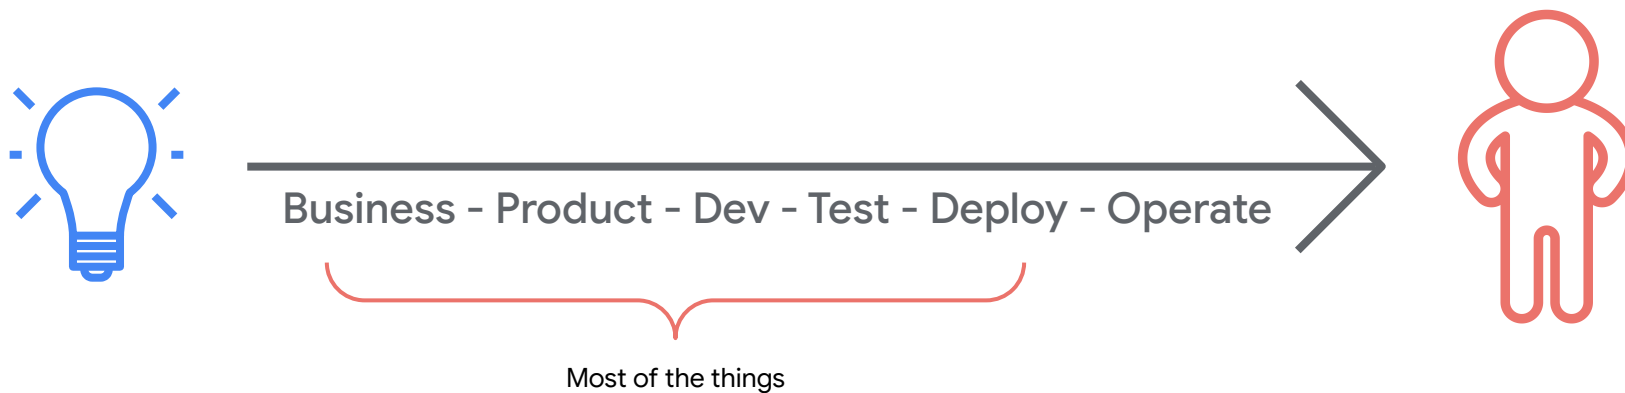 Business - Product - Dev - Test - Deploy - Operate
Most of the things